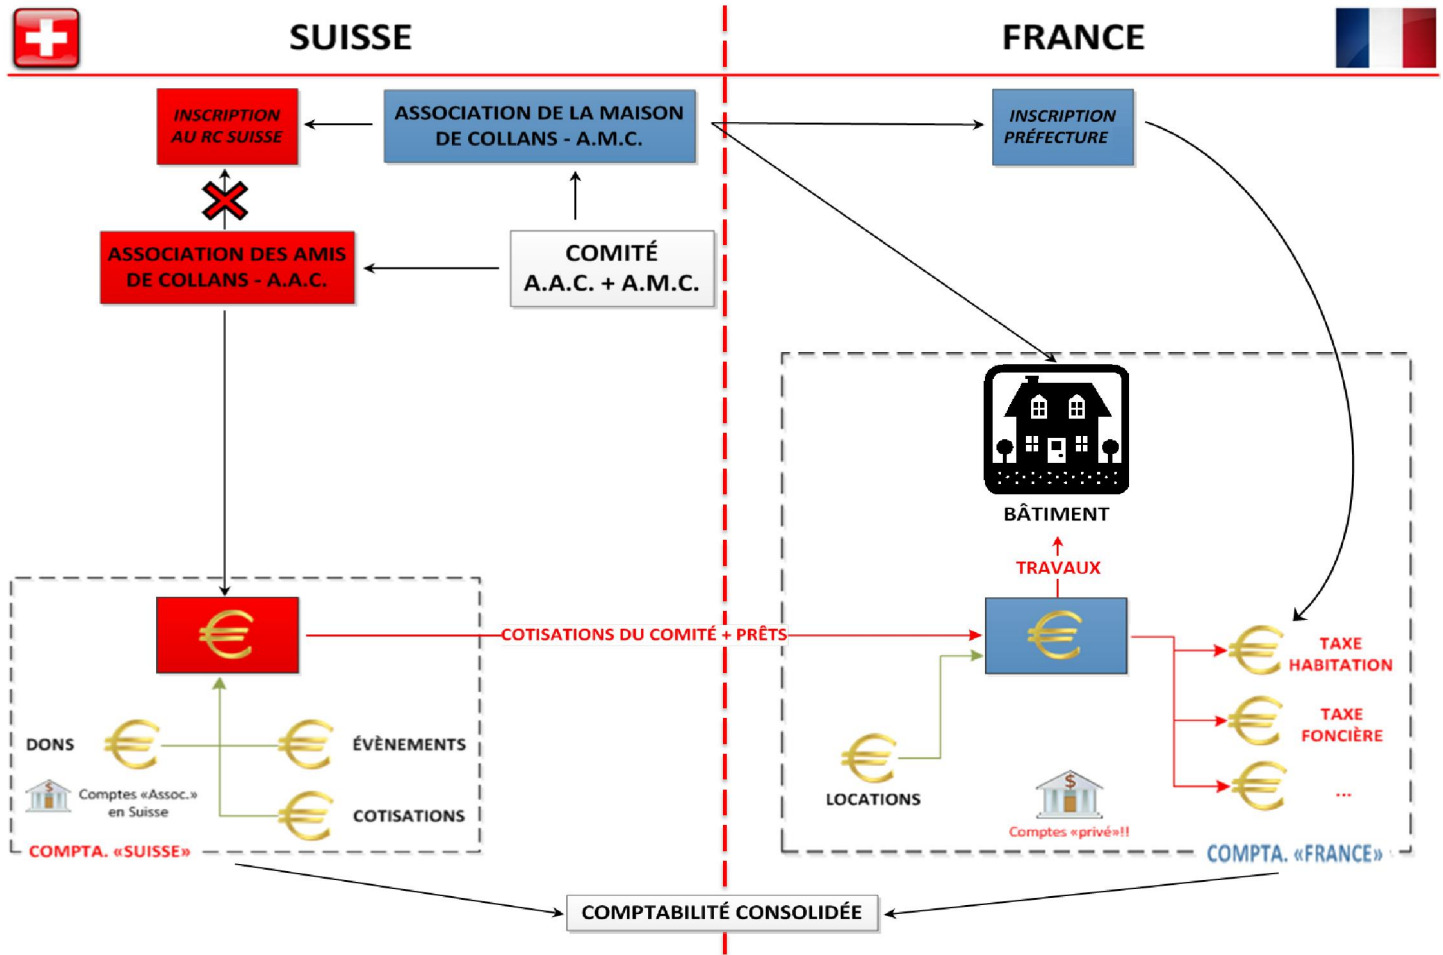 SUISSE
FRANCE
INSCRIPTION
AU RC SUISSE
ASSOCIATION DE LA MAISON
DE COLLANS - A.M.C.
INSCRIPTION
PRÉFECTURE
ASSOCIATION DES AMIS
DE COLLANS - A.A.C.
COMITÉ
A.A.C. + A.M.C.
BÂTIMENT
TRAVAUX
COTISATIONS DU COMITÉ + PRÊTS
TAXE
HABITATION
TAXE
FONCIÈRE
...
DONS
ÉVÈNEMENTS
Comptes «Assoc.»
en Suisse
COTISATIONS
LOCATIONS
Comptes «privé»!!
COMPTA. «SUISSE»
COMPTA. «FRANCE»
COMPTABILITÉ CONSOLIDÉE